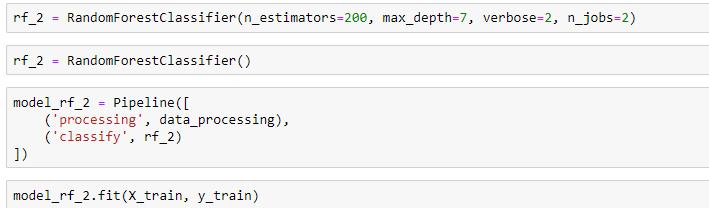 rf_2 = RandomForestClassifier(n_estimators=200, max_depth=7, verbose=2, n_jobs=2)
rf_2 = RandomForestClassifier()
model_rf_2 = Pipeline([
    ('processing', data_processing),
    ('classify', rf_2)
])
model_rf_2.fit(X_train, y_train)